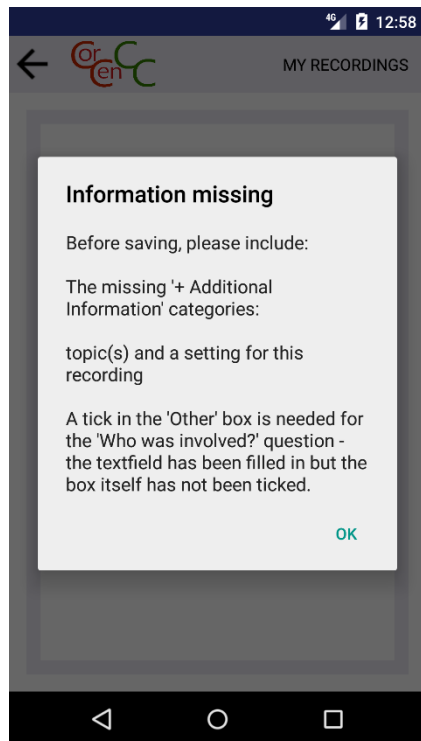 4G 12:58
CorCenCC MY RECORDINGS
Information missing
Before saving, please include:
The missing '+ Additional
Information' categories:
topic(s) and a setting for this
recording
A tick in the 'Other' box is needed for
the 'Who was involved?' question -
the textfield has been filled in but the
box itself has not been ticked.
OK